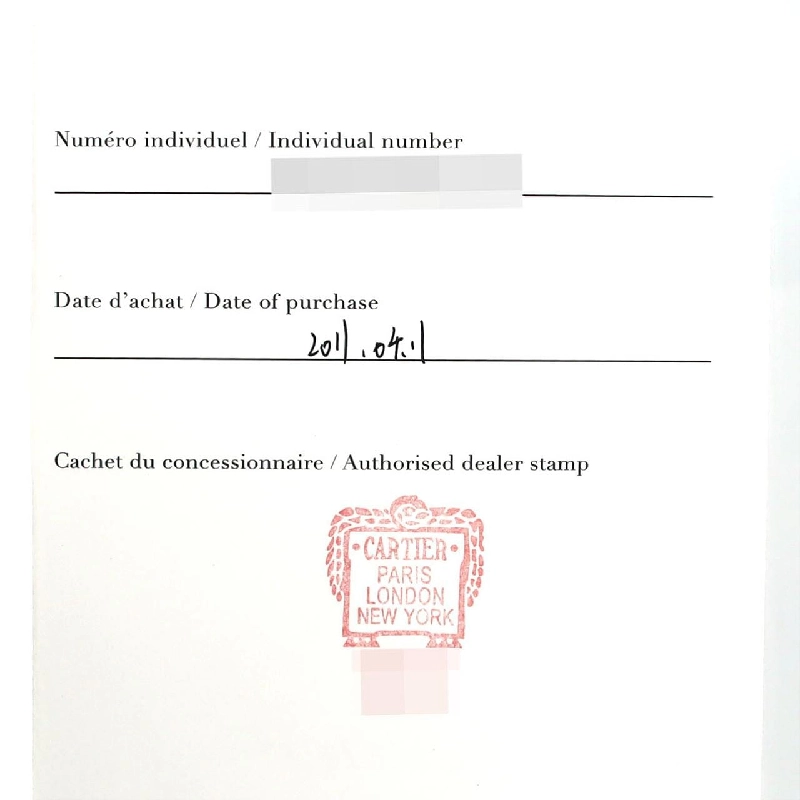 Numéro individuel / Individual number
Date d'achat / Date of purchase
2011.04.11
Cachet du concessionnaire / Authorised dealer stamp
CARTIER
PARIS
LONDON
NEW YORK